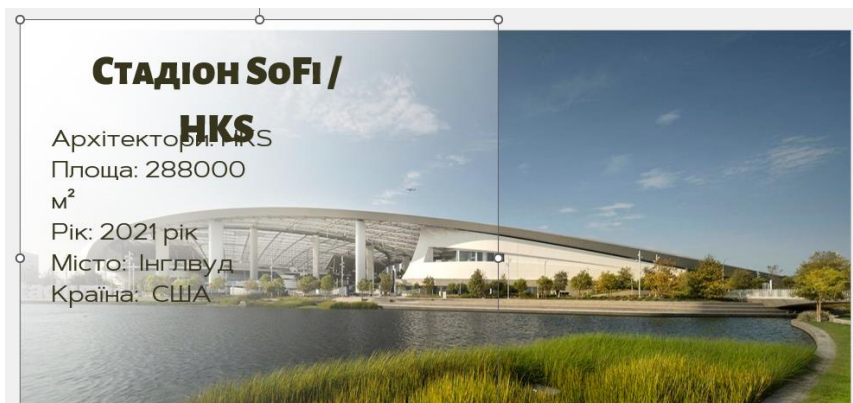 Стадіон SoFi /
HKS
Архітектори: HKS
Площа: 288000
м²
Рік: 2021 рік
Місто: Інглвуд
Країна: США